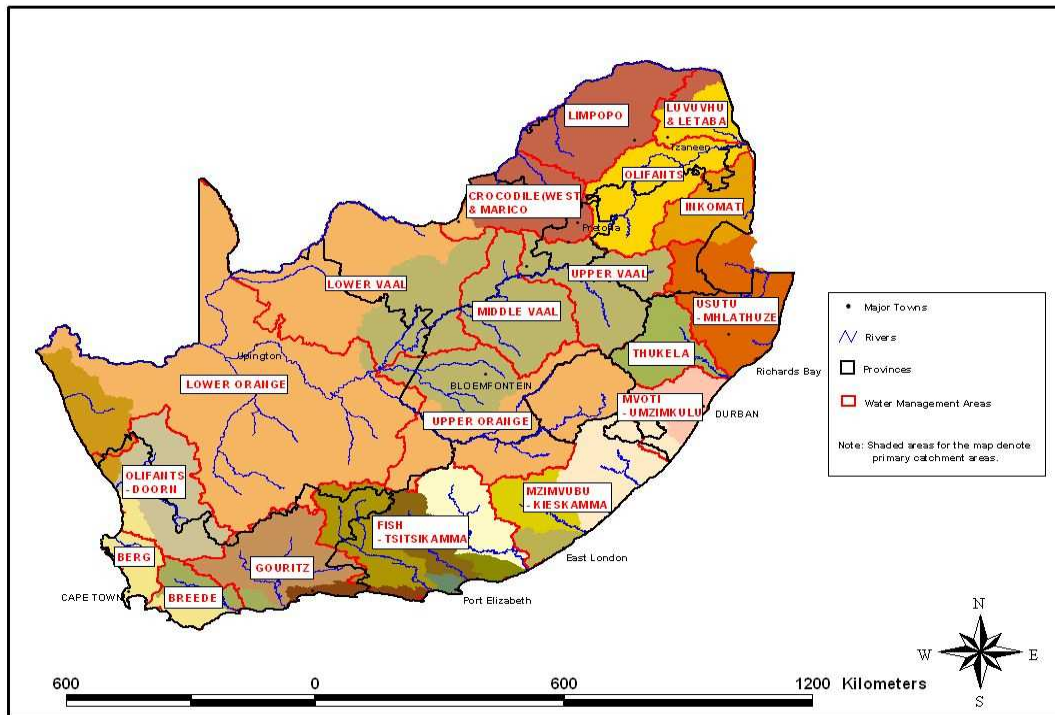 LIMPOPO
LUVUVHU
& LETABA
Tzaneen
OLIFANTS
CROCODILE(WEST
& MARICO
INKOMATI
Pretoria
LOWER VAAL
UPPER VAAL
MIDDLE VAAL
USUTU
- MHLATHUZE
THUKELA
Upington
LOWER ORANGE
BLOEMFONTEIN
Richards Bay
UPPER ORANGE
MVOTI
- UMZIMKULU
DURBAN
OLIFANTS
- DOORN
MZIMVUBU
- KIESKAMMA
FISH
- TSITSIKAMMA
East London
BERG
GOURITZ
CAPE TOWN
BREEDE
Port Elizabeth
Major Towns
Rivers
Provinces
Water Management Areas
Note: Shaded areas for the map denote
primary catchment areas.
N
W E
S
600 0 600 1200 Kilometers